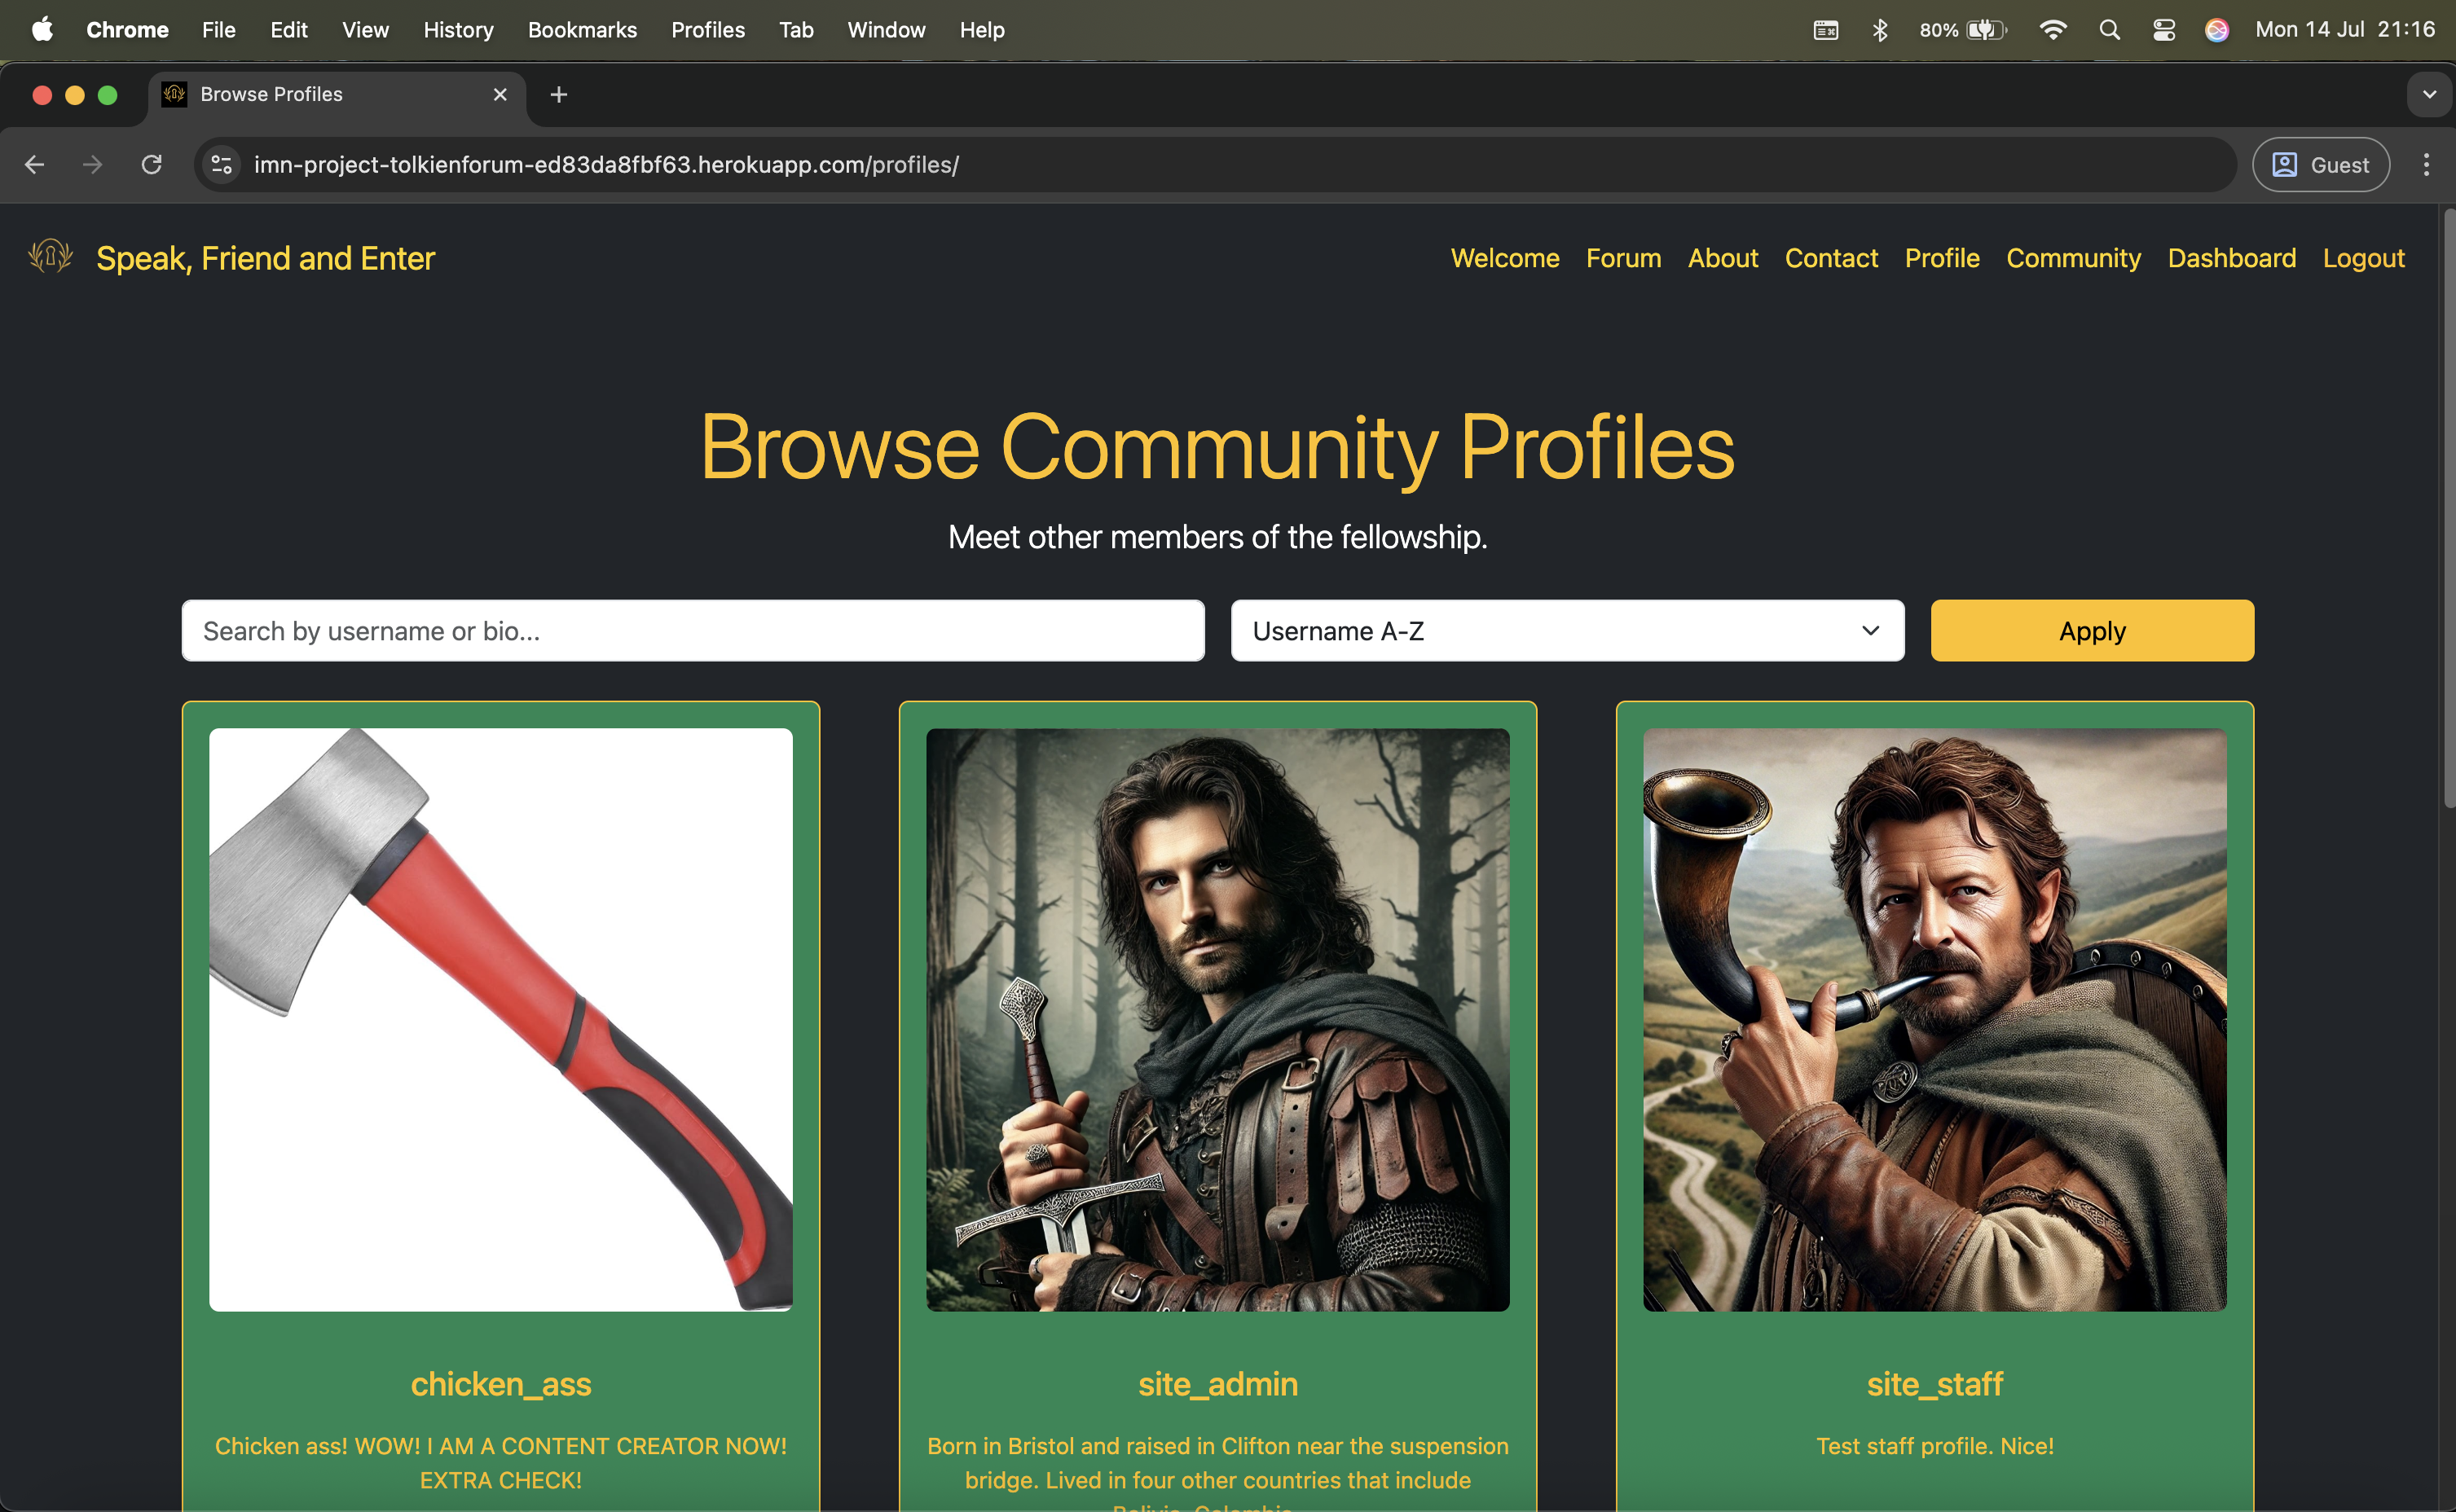 Chrome File Edit View History Bookmarks Profiles Tab Window Help 80% Mon 14 Jul 21:16
Browse Profiles
imn-project-tolkienforum-ed83da8fbf63.herokuapp.com/profiles/ Guest
Speak, Friend and Enter Welcome Forum About Contact Profile Community Dashboard Logout
Browse Community Profiles
Meet other members of the fellowship.
Search by username or bio... Username A-Z Apply
chicken_ass
Chicken ass! WOW! I AM A CONTENT CREATOR NOW!
EXTRA CHECK!
site_admin
Born in Bristol and raised in Clifton near the suspension
bridge. Lived in four other countries that include
site_staff
Test staff profile. Nice!